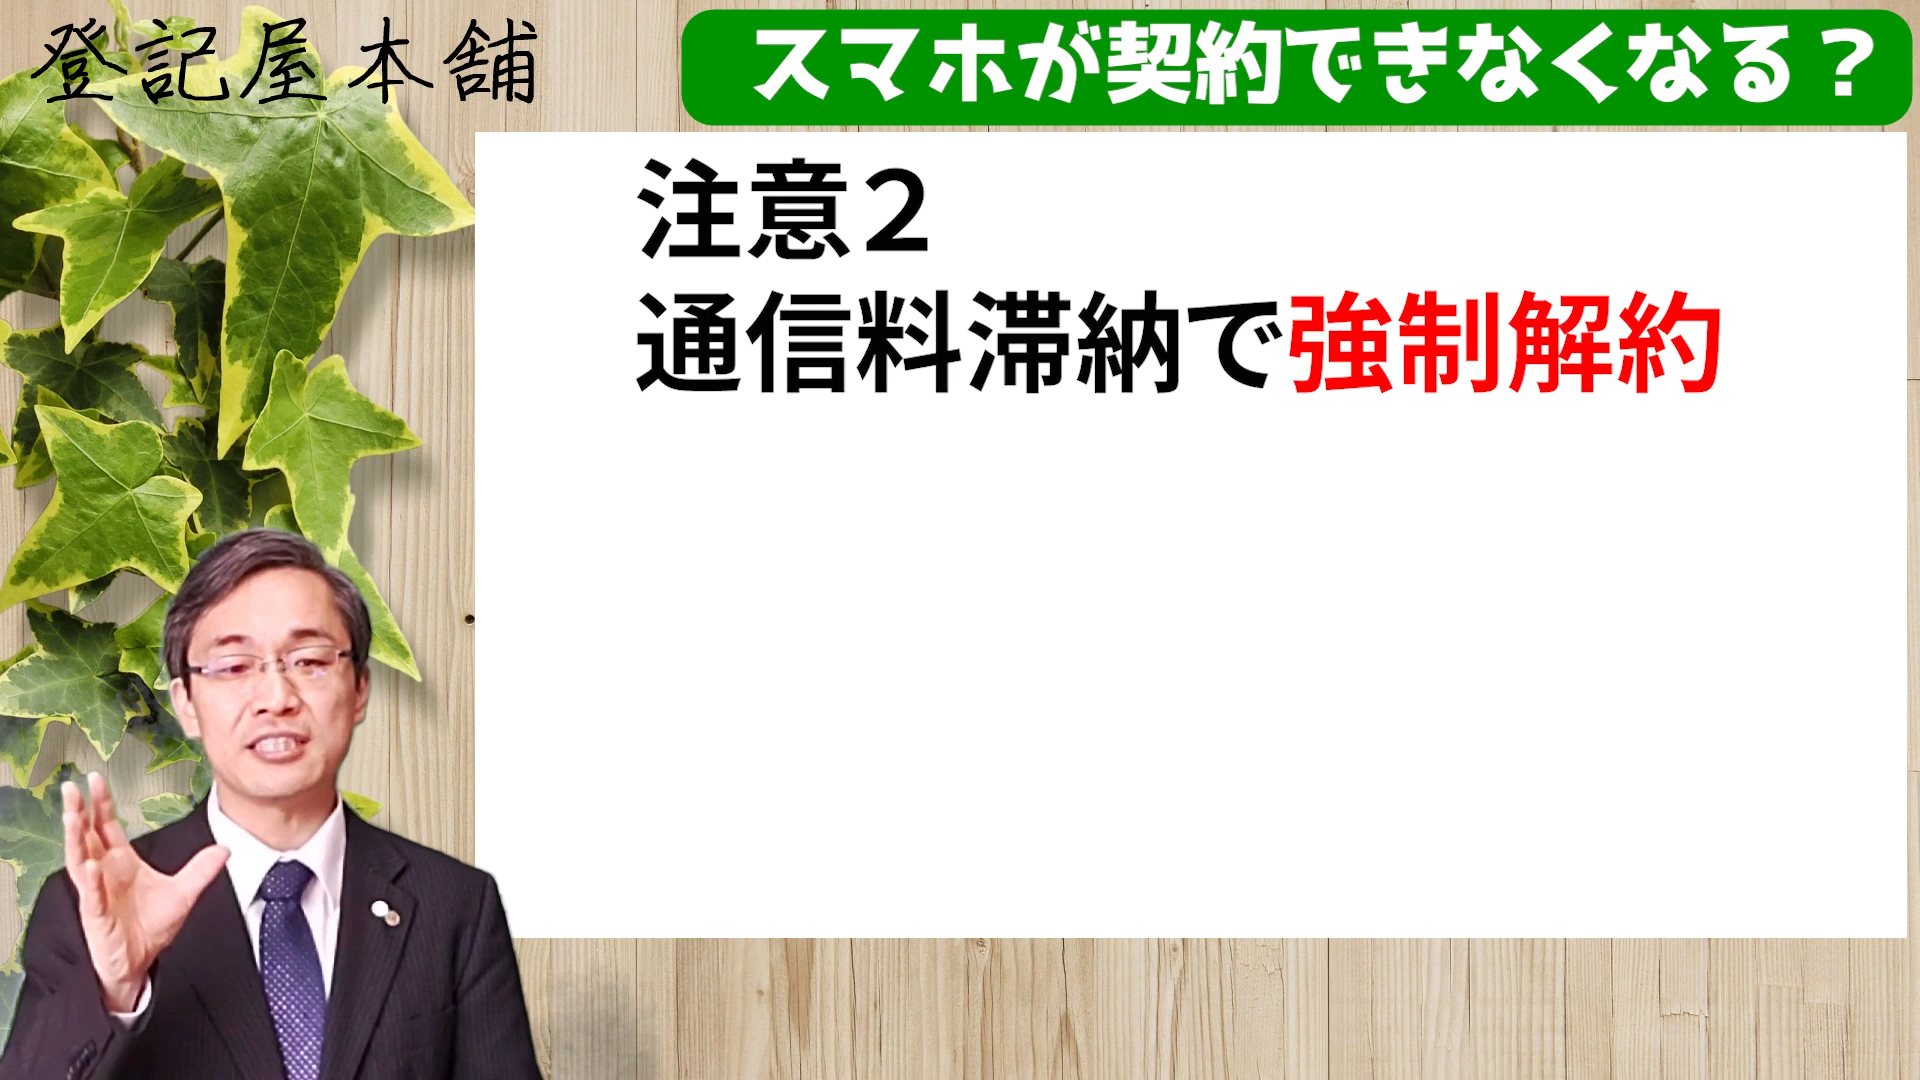 登記屋本舗
スマホが契約できなくなる？
注意２
通信料滞納で強制解約